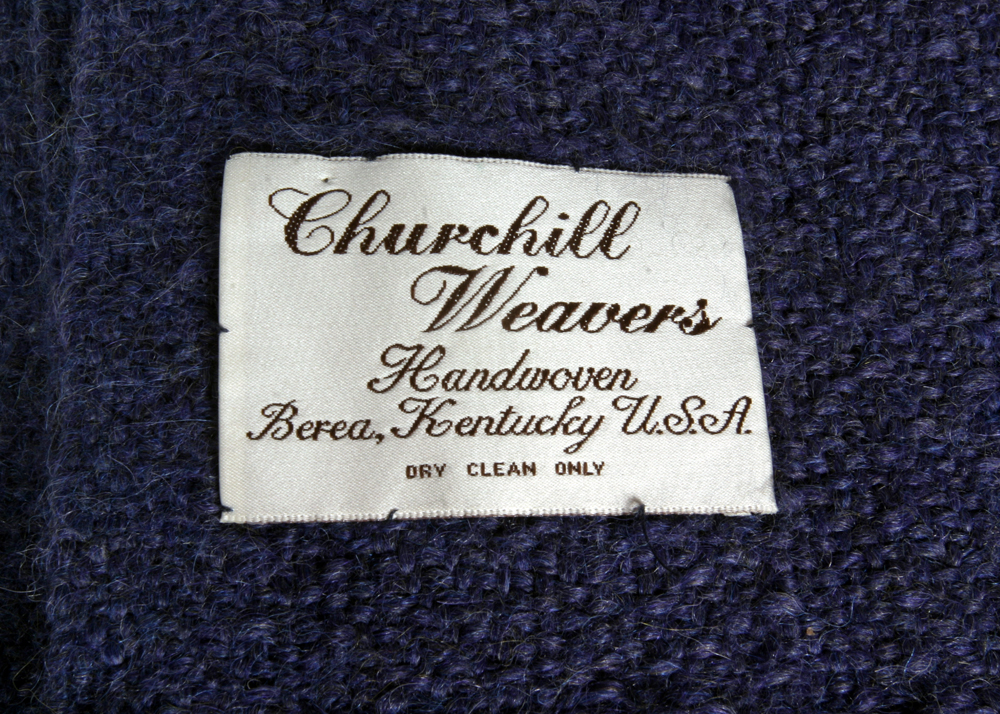 Churchill
Weavers
Handwoven
Berea, Kentucky U.S.A.
DRY CLEAN ONLY